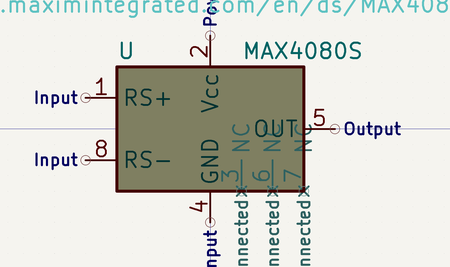 .maximintegrated.com/en/ds/MAX408
Po
U
2
MAX4080S
Input
1
RS+
Vcc
OUT
5
Output
Input
8
RS-
GND
3
NC
6
NC
7
NC
4
nput
nnected
nnected
nnected